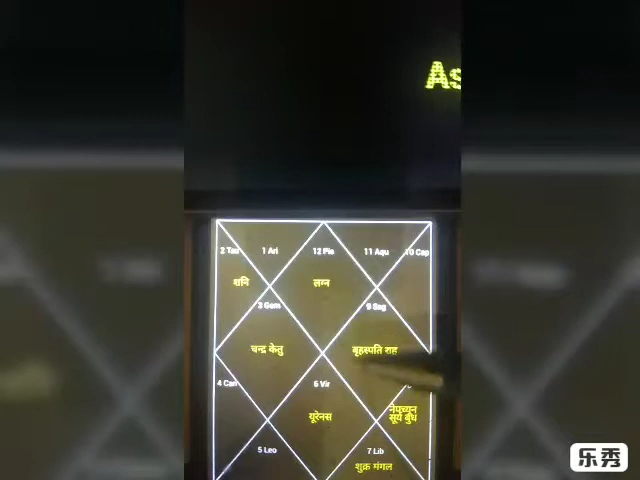 As
2 Tau
1 Ari
12 Pis
11 Aqu
10 Cap
शनि
लग्न
3 Gem
9 Sag
चन्द्र केतु
बृहस्पति राहु
4 Can
6 Vir
यूरेनस
नेपच्यून
सूर्य बुध
5 Leo
7 Lib
शुक्र मंगल
乐秀